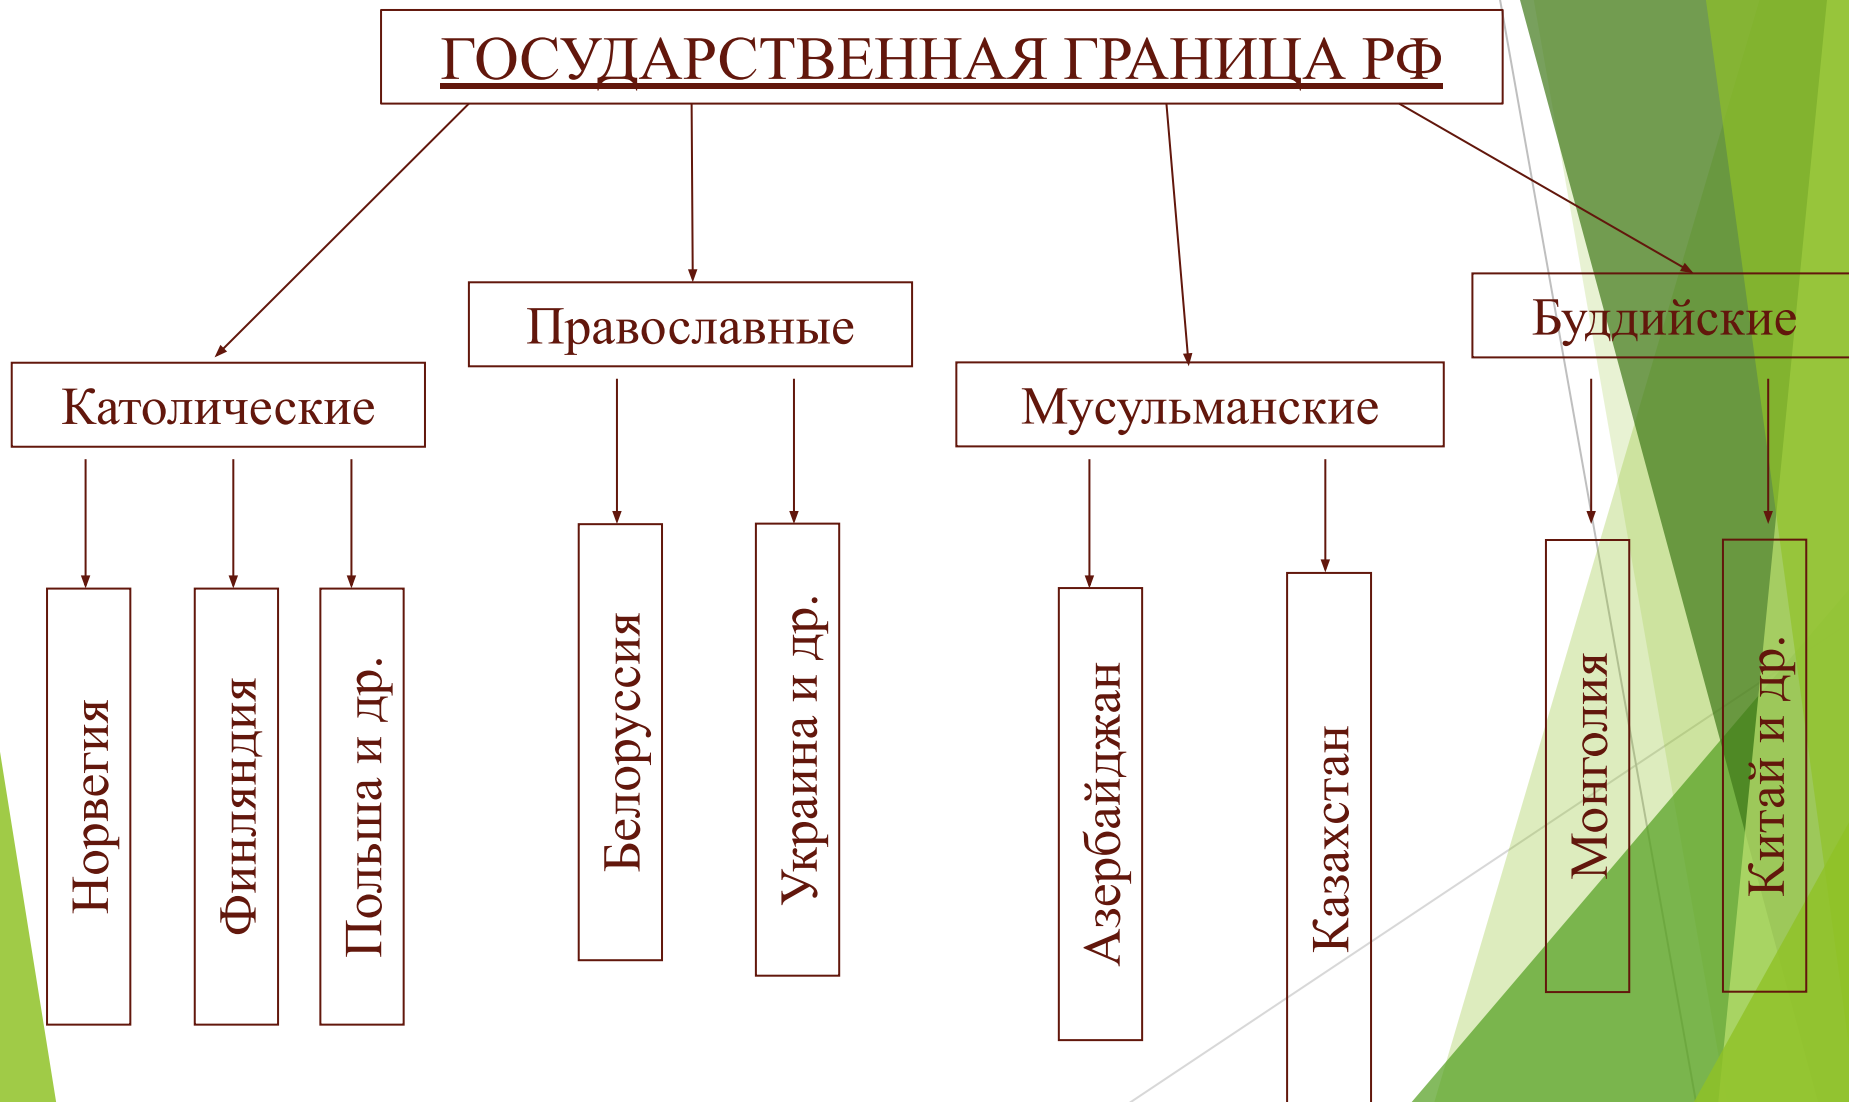 ГОСУДАРСТВЕННАЯ ГРАНИЦА РФ
Католические
Православные
Мусульманские
Буддийские
Норвегия
Финляндия
Польша и др.
Белоруссия
Украина и др.
Азербайджан
Казахстан
Монголия
Китай и др.